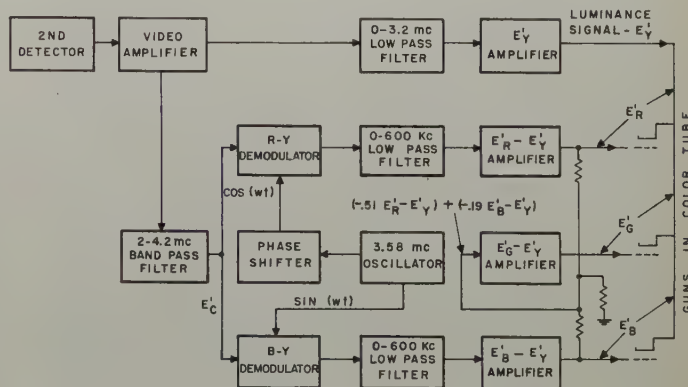 2ND
DETECTOR
VIDEO
AMPLIFIER
0-3.2 mc
LOW PASS
FILTER
E'Y
AMPLIFIER
LUMINANCE
SIGNAL - E'Y
R-Y
DEMODULATOR
0-600 Kc
LOW PASS
FILTER
E'R - E'Y
AMPLIFIER
E'R
COS (wt)
(-.51 E'R-E'Y) + (-.19 E'B-E'Y)
2-4.2 mc
BAND PASS
FILTER
PHASE
SHIFTER
3.58 mc
OSCILLATOR
E'G-E'Y
AMPLIFIER
E'G
GUNS IN COLOR TUBE
E'C
SIN (wt)
B-Y
DEMODULATOR
0-600 Kc
LOW PASS
FILTER
E'B - E'Y
AMPLIFIER
E'B